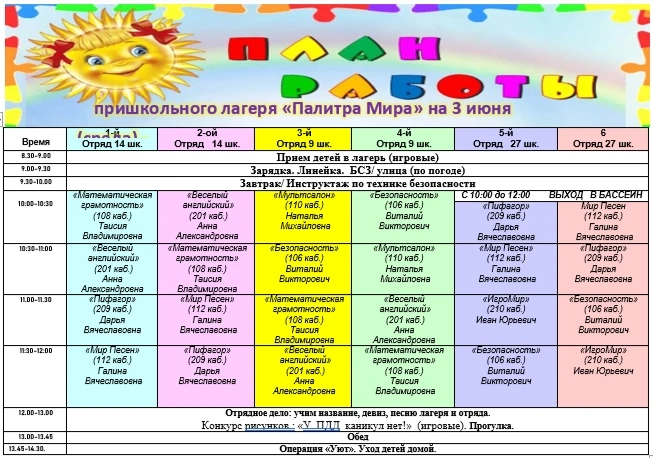 ПЛАН
РАБОТЫ
пришкольного лагеря «Палитра Мира» на 3 июня
(среда)
Время
1-й
Отряд 14 шк.
2-ой
Отряд 14 шк.
3-й
Отряд 9 шк.
4-й
Отряд 9 шк.
5-й
Отряд 27 шк.
6
Отряд 27 шк.
8.30-9.00
Прием детей в лагерь (игровые)
9.00-9.30
Зарядка. Линейка. БСЗ/ улица (по погоде)
9.30-10.00
Завтрак/ Инструктаж по технике безопасности
10:00-10:30
«Математическая
грамотность»
(108 каб.)
Таисия
Владимировна
«Веселый
английский»
(201 каб.)
Анна
Александровна
«Мультсалон»
(110 каб.)
Наталья
Михайловна
«Безопасность»
(106 каб.)
Виталий
Викторович
С 10:00 до 12:00 ВЫХОД В БАССЕЙН
«Пифагор»
(209 каб.)
Дарья
Вячеславовна
Мир Песен
(112 каб.)
Галина
Вячеславовна
10:30-11:00
«Веселый
английский»
(201 каб.)
Анна
Александровна
«Математическая
грамотность»
(108 каб.)
Таисия
Владимировна
«Безопасность»
(106 каб.)
Виталий
Викторович
«Мультсалон»
(110 каб.)
Наталья
Михайловна
«Мир Песен»
(112 каб.)
Галина
Вячеславовна
«Пифагор»
(209 каб.)
Дарья
Вячеславовна
11.00-11.30
«Пифагор»
(209 каб.)
Дарья
Вячеславовна
«Мир Песен»
(112 каб.)
Галина
Вячеславовна
«Математическая
грамотность»
(108 каб.)
Таисия
Владимировна
«Веселый
английский»
(201 каб.)
Анна
Александровна
«ИгроМир»
(210 каб.)
Иван Юрьевич
«Безопасность»
(106 каб.)
Виталий
Викторович
11:30-12:00
«Мир Песен»
(112 каб.)
Галина
Вячеславовна
«Пифагор»
(209 каб.)
Дарья
Вячеславовна
«Веселый
английский»
(201 каб.)
Анна
Александровна
«Математическая
грамотность»
(108 каб.)
Таисия
Владимировна
«Безопасность»
(106 каб.)
Виталий
Викторович
«ИгроМир»
(210 каб.)
Иван Юрьевич
12.00-13.00
Отрядное дело: учим название, девиз, песню лагеря и отряда.
Конкурс рисунков : «У ПДД каникул нет!» (игровые). Прогулка.
13.00-13.45
Обед
13.45-14.30.
Операция «Уют». Уход детей домой.